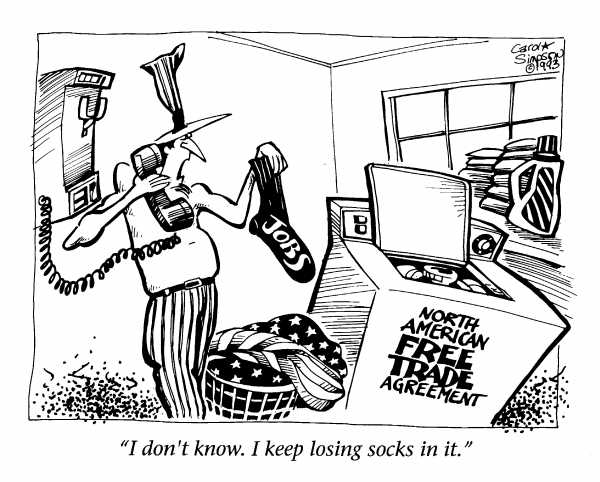 Carol★
Simpson
©1993
JOBS
NORTH
AMERICAN
FREE
TRADE
AGREEMENT
“I don't know. I keep losing socks in it.”